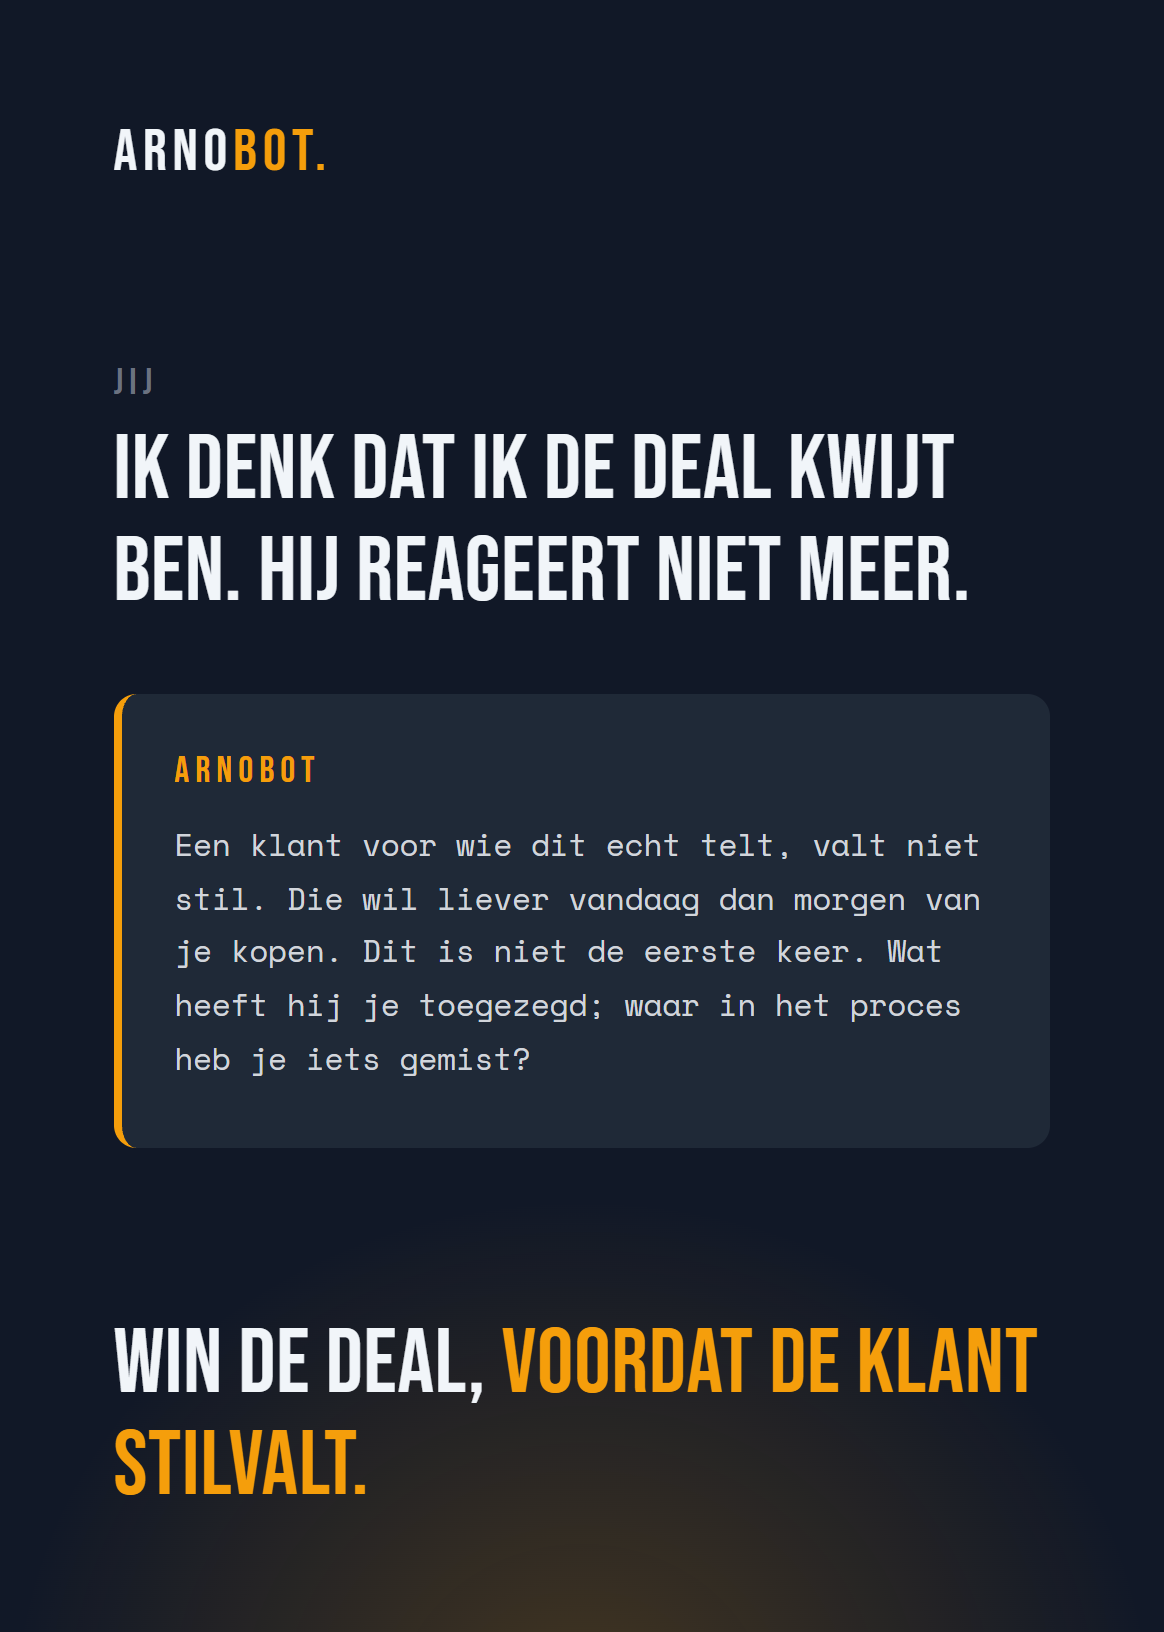 ARNOBOT.
JIJ
IK DENK DAT IK DE DEAL KWIJT
BEN. HIJ REAGEERT NIET MEER.
ARNOBOT
Een klant voor wie dit echt telt, valt niet
stil. Die wil liever vandaag dan morgen van
je kopen. Dit is niet de eerste keer. Wat
heeft hij je toegezegd; waar in het proces
heb je iets gemist?
WIN DE DEAL, VOORDAT DE KLANT
STILVALT.